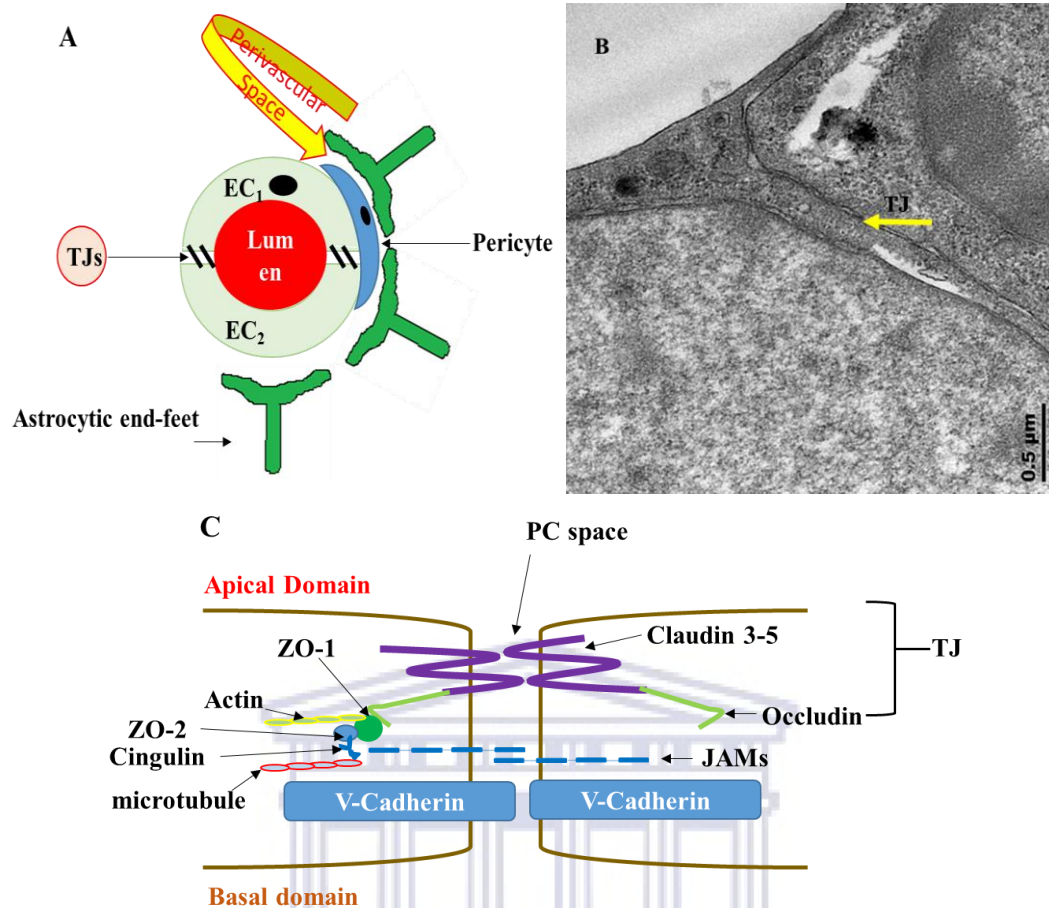 A
Perivascular
Space
EC1
Lum
en
TJs
Pericyte
EC2
Astrocytic end-feet
B
TJ
0.5 µm
C
PC space
Apical Domain
Claudin 3-5
ZO-1
TJ
Actin
Occludin
ZO-2
Cingulin
JAMs
microtubule
V-Cadherin
V-Cadherin
Basal domain